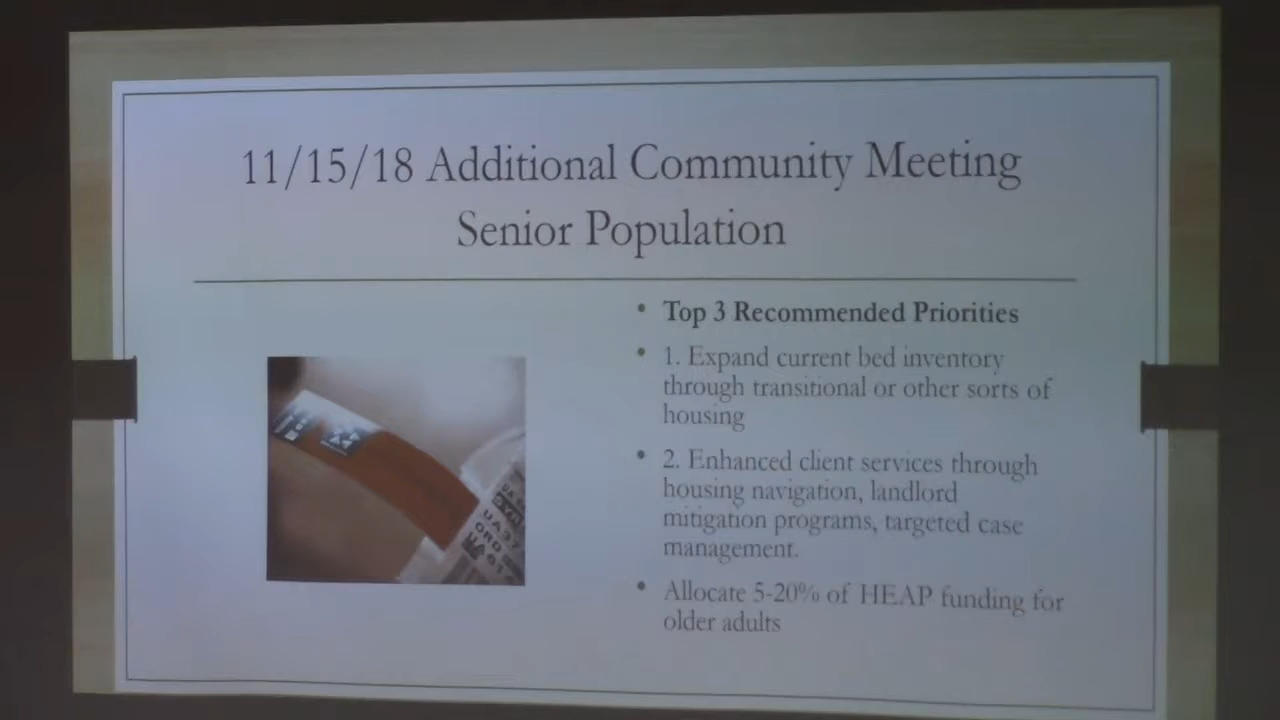 11/15/18 Additional Community Meeting
Senior Population
• Top 3 Recommended Priorities
• 1. Expand current bed inventory
through transitional or other sorts of
housing
• 2. Enhanced client services through
housing navigation, landlord
mitigation programs, targeted case
management.
• Allocate 5-20% of HEAP funding for
older adults